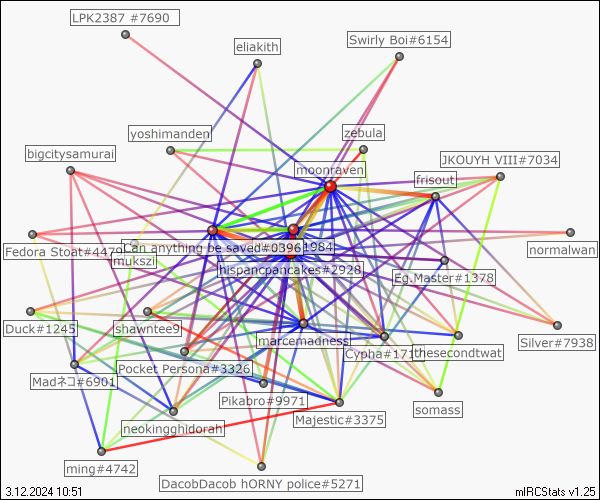 LPK2387 #7690
Swirly Boi#6154
eliakith
yoshimanden
zebula
bigcitysamurai
JKOUYH VIII#7034
moonraven
frisout
Fedora Stoat#4479
Can anything be saved#0396
1984
normalwan
mukszil
hispancpancakes#2928
Eg.Master#1378
Duck#1245
shawntee9
marcemadness
Silver#7938
Cypha#171
thesecondtwat
Pocket Persona#3326
Madネコ#6901
Pikabro#9971
somass
neokingghidorah
Majestic#3375
ming#4742
DacobDacob hORNY police#5271
3.12.2024 10:51
mIRCStats v1.25